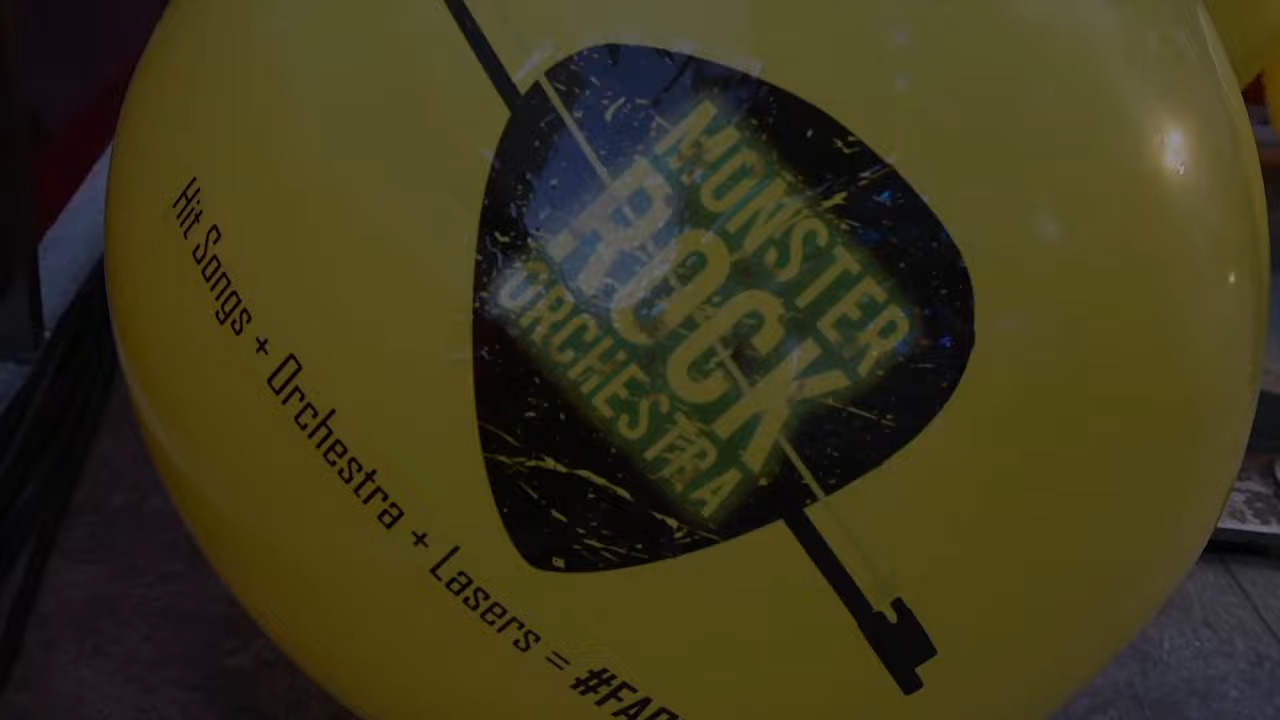 MONSTER
ROCK
ORCHESTRA
Hit Songs + Orchestra + Lasers =